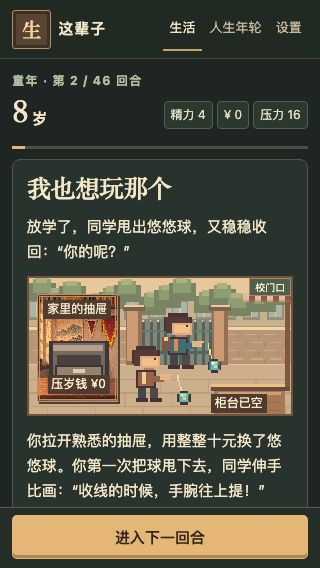 生
这辈子
生活
人生年轮
设置
童年 · 第 2 / 46 回合
8 岁
精力 4
¥ 0
压力 16
我也想玩那个
放学了，同学甩出悠悠球，又稳稳收
回：“你的呢？”
校门口
家里的抽屉
压岁钱 ¥0
柜台已空
你拉开熟悉的抽屉，用整整十元换了悠
悠球。你第一次把球甩下去，同学伸手
比画：“收线的时候，手腕往上提！”
进入下一回合